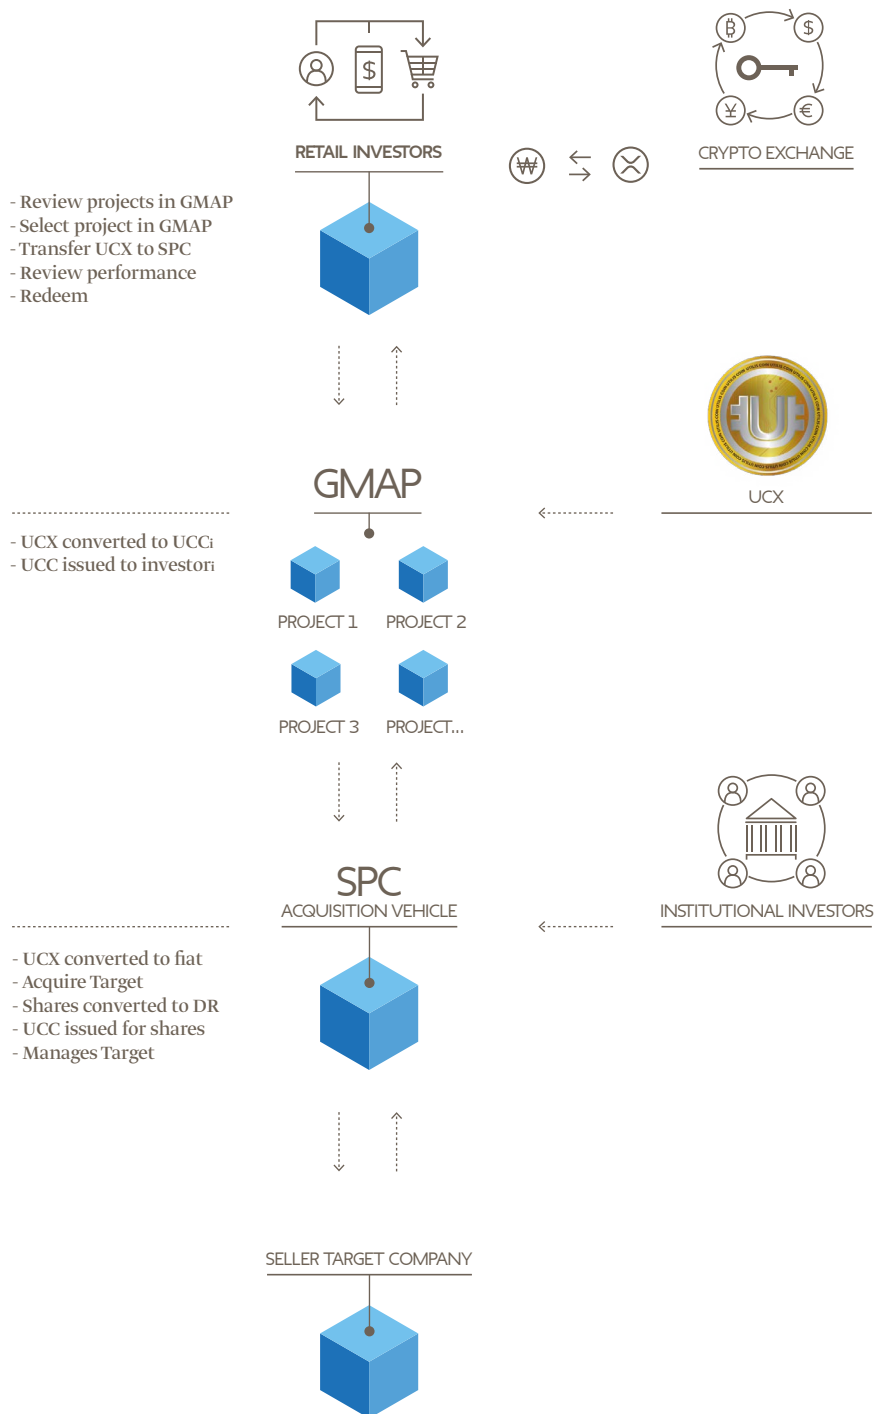 RETAIL INVESTORS
CRYPTO EXCHANGE
- Review projects in GMAP
- Select project in GMAP
- Transfer UCX to SPC
- Review performance
- Redeem
UCX
GMAP
- UCX converted to UCCi
- UCC issued to investori
PROJECT 1
PROJECT 2
PROJECT 3
PROJECT...
SPC
ACQUISITION VEHICLE
INSTITUTIONAL INVESTORS
- UCX converted to fiat
- Acquire Target
- Shares converted to DR
- UCC issued for shares
- Manages Target
SELLER TARGET COMPANY